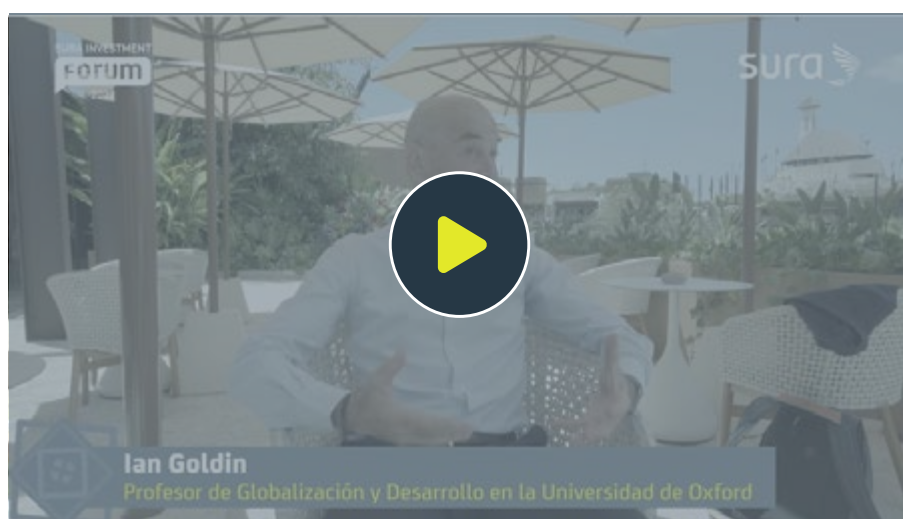 SURA INVESTMENT
Forum
sura
Ian Goldin
Profesor de Globalización y Desarrollo en la Universidad de Oxford